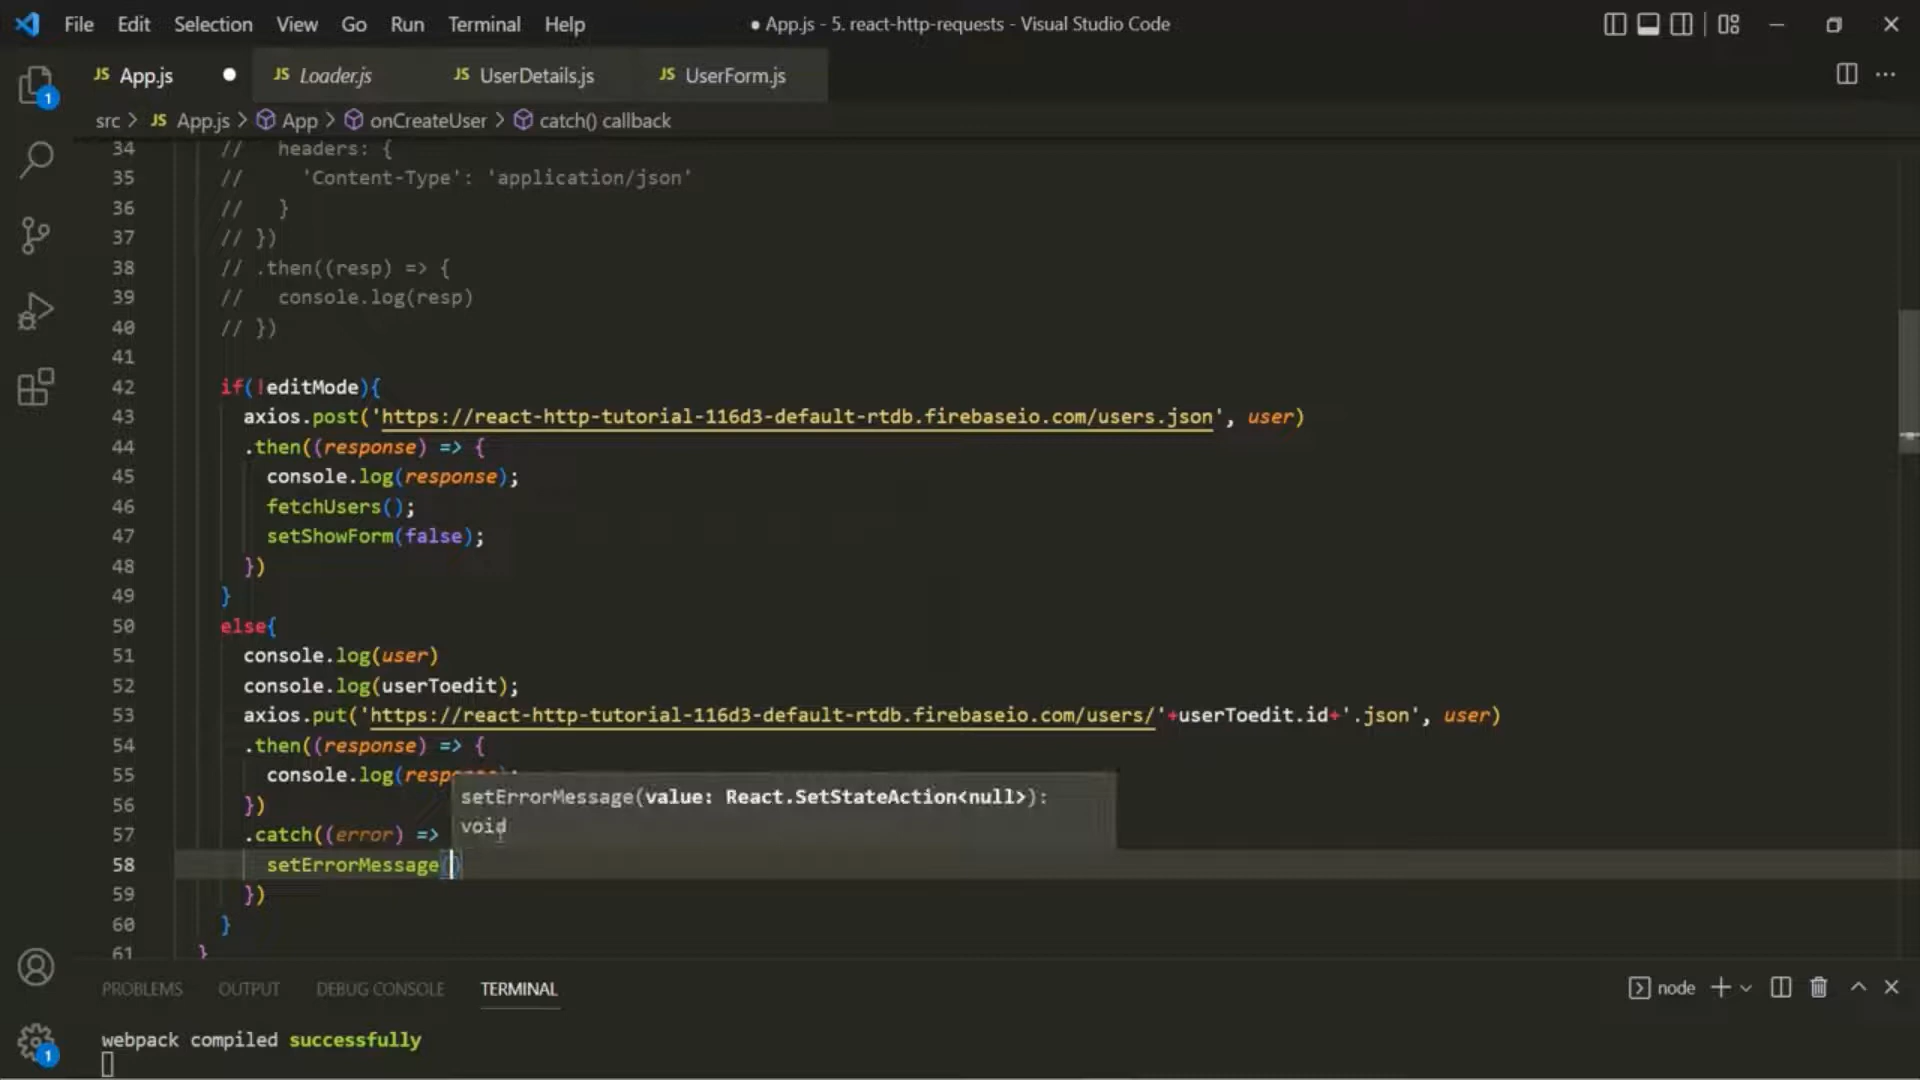 File Edit Selection View Go Run Terminal Help
● App.js - 5. react-http-requests - Visual Studio Code
JS App.js ● JS Loader.js JS UserDetails.js JS UserForm.js
1
src > JS App.js > App > onCreateUser > catch() callback
34 // headers: {
35 // 'Content-Type': 'application/json'
36 // }
37 // })
38 // .then((resp) => {
39 // console.log(resp)
40 // })
41
42 if(!editMode){
43 axios.post('https://react-http-tutorial-116d3-default-rtdb.firebaseio.com/users.json', user)
44 .then((response) => {
45 console.log(response);
46 fetchUsers();
47 setShowForm(false);
48 })
49 }
50 else{
51 console.log(user)
52 console.log(userToedit);
53 axios.put('https://react-http-tutorial-116d3-default-rtdb.firebaseio.com/users/'+userToedit.id+'.json', user)
54 .then((response) => {
55 console.log(
setErrorMessage(value: React.SetStateAction<null>):
void
56 })
57 .catch((error) =>
58 setErrorMessage()
59 })
60 }
61 }
PROBLEMS OUTPUT DEBUG CONSOLE TERMINAL
node
webpack compiled successfully
1